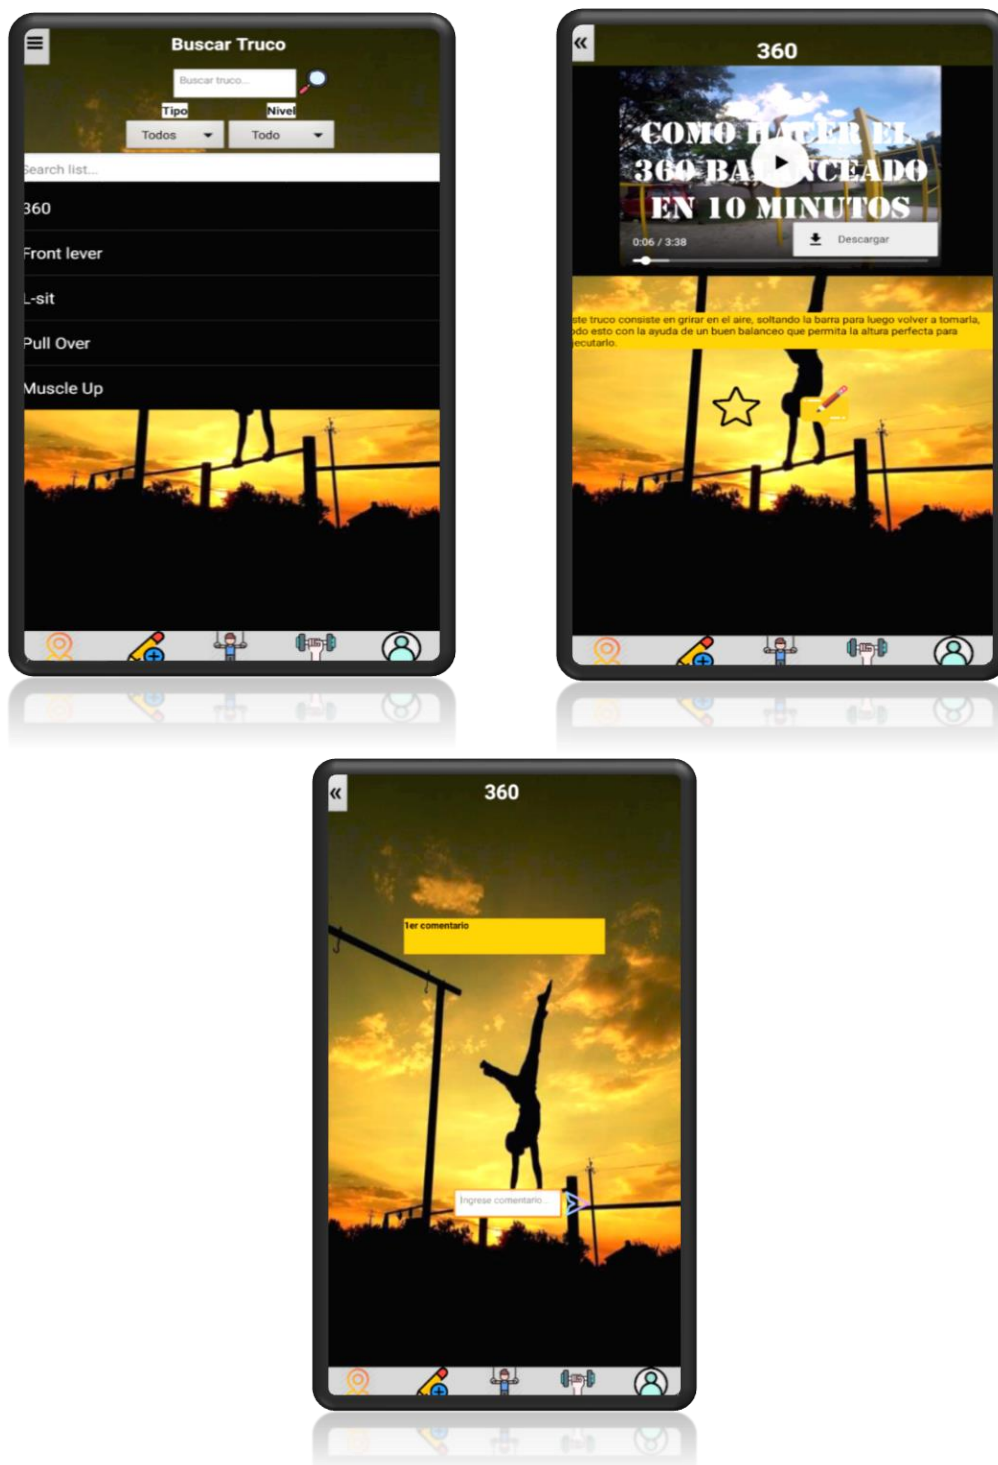 Buscar Truco
Buscar truco...
Tipo
Nivel
Todos
Todo
Search list...
360
Front lever
L-sit
Pull Over
Muscle Up
360
COMO HACER EL
360 BALANCEADO
EN 10 MINUTOS
0:06 / 3:38
Descargar
ste truco consiste en grirar en el aire, soltando la barra para luego volver a tomarla,
odo esto con la ayuda de un buen balanceo que permita la altura perfecta para
ecutarlo.
360
1er comentario
Ingrese comentario...